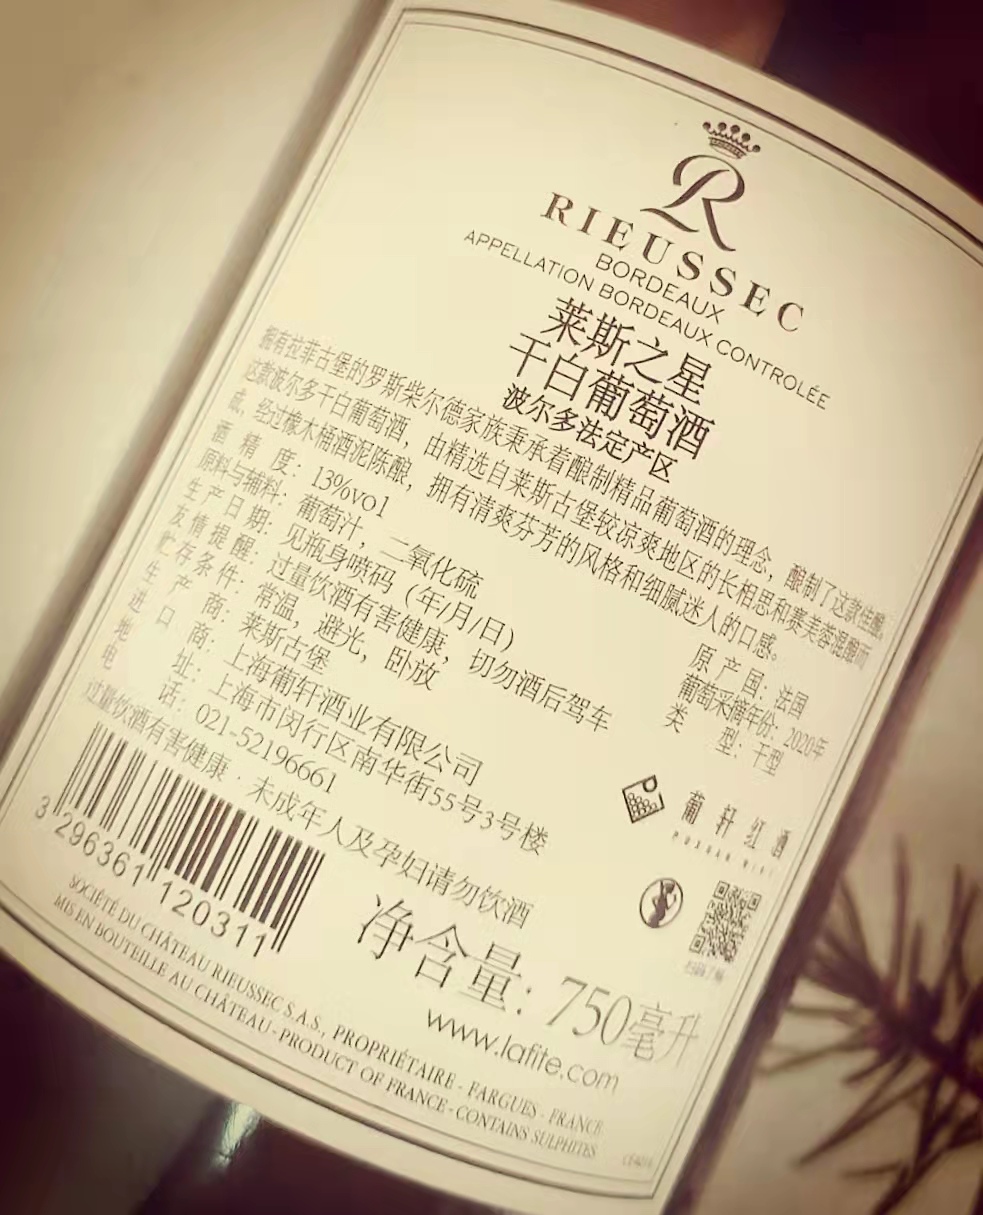 R
RIEUSSEC
BORDEAUX
APPELLATION BORDEAUX CONTROLÉE
莱斯之星
干白葡萄酒
波尔多法定产区
拥有拉菲古堡的罗斯柴尔德家族秉承着酿制精品葡萄酒的理念，酿制了这款佳酿。
这款波尔多干白葡萄酒，由精选自莱斯古堡较凉爽地区的长相思和赛美蓉混酿而
成，经过橡木桶酒泥陈酿，拥有清爽芬芳的风格和细腻迷人的口感。
酒精度：13%vol
原料与辅料：葡萄汁，二氧化硫
生产日期：见瓶身喷码（年/月/日）
友情提醒：过量饮酒有害健康，切勿酒后驾车
贮存条件：常温，避光，卧放
生产商：莱斯古堡
进口商：上海葡轩酒业有限公司
地址：上海市闵行区南华街55号3号楼
电话：021-52196661
过量饮酒有害健康·未成年人及孕妇请勿饮酒
原产国：法国
葡萄采摘年份：2020年
类型：干型
葡轩红酒
PUXUAN WINE
3 296361 120311
净含量：750毫升
www.lafite.com
SOCIÉTÉ DU CHÂTEAU RIEUSSEC S.A.S., PROPRIÉTAIRE - FARGUES - FRANCE
MIS EN BOUTEILLE AU CHÂTEAU - PRODUCT OF FRANCE - CONTAINS SULPHITES